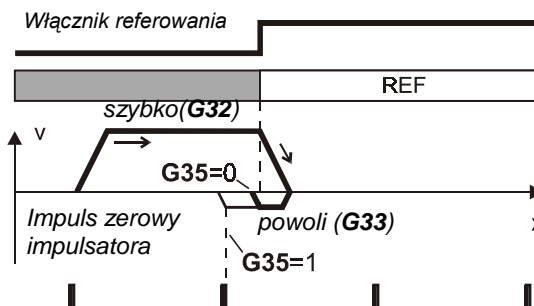 Włącznik referowania
REF
szybko(G32)
v
G35=0
Impuls zerowy
impulsatora
powoli (G33)
x
G35=1